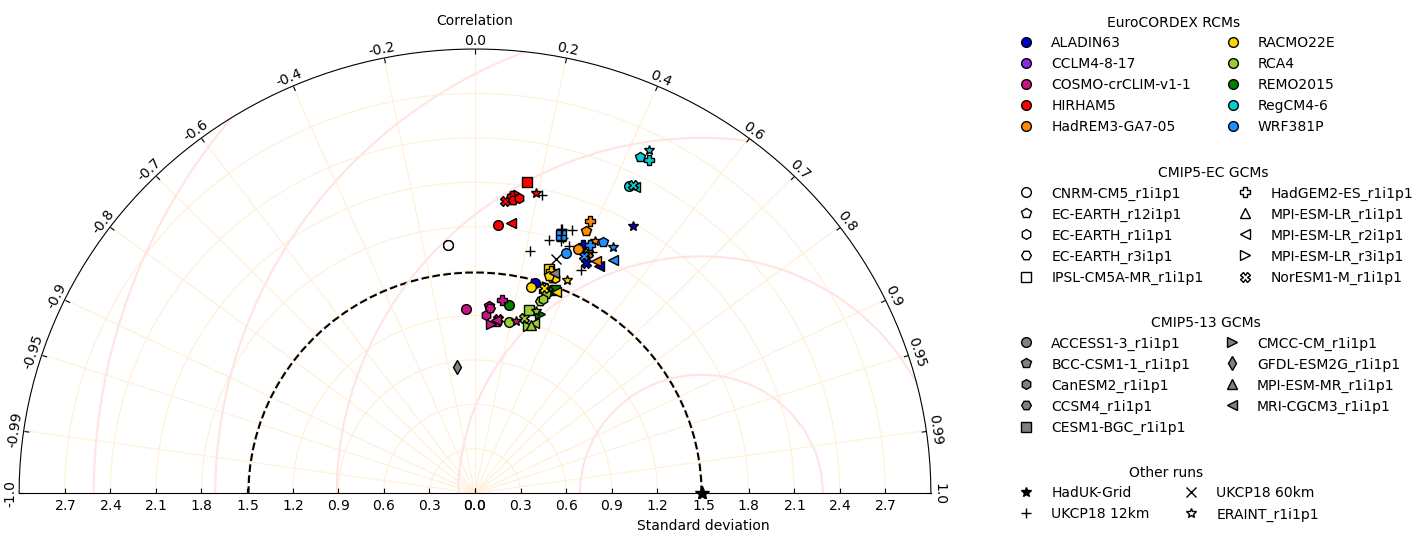 Correlation
-1.0
-0.99
-0.95
-0.9
-0.8
-0.7
-0.6
-0.4
-0.2
0.0
0.2
0.4
0.6
0.7
0.8
0.9
0.95
0.99
1.0
2.7 2.4 2.1 1.8 1.5 1.2 0.9 0.6 0.3 0.0 0.3 0.6 0.9 1.2 1.5 1.8 2.1 2.4 2.7
Standard deviation
EuroCORDEX RCMs
ALADIN63
CCLM4-8-17
COSMO-crCLIM-v1-1
HIRHAM5
HadREM3-GA7-05
RACMO22E
RCA4
REMO2015
RegCM4-6
WRF381P
CMIP5-EC GCMs
CNRM-CM5_r1i1p1
EC-EARTH_r12i1p1
EC-EARTH_r1i1p1
EC-EARTH_r3i1p1
IPSL-CM5A-MR_r1i1p1
HadGEM2-ES_r1i1p1
MPI-ESM-LR_r1i1p1
MPI-ESM-LR_r2i1p1
MPI-ESM-LR_r3i1p1
NorESM1-M_r1i1p1
CMIP5-13 GCMs
ACCESS1-3_r1i1p1
BCC-CSM1-1_r1i1p1
CanESM2_r1i1p1
CCSM4_r1i1p1
CESM1-BGC_r1i1p1
CMCC-CM_r1i1p1
GFDL-ESM2G_r1i1p1
MPI-ESM-MR_r1i1p1
MRI-CGCM3_r1i1p1
Other runs
HadUK-Grid
UKCP18 12km
UKCP18 60km
ERAINT_r1i1p1